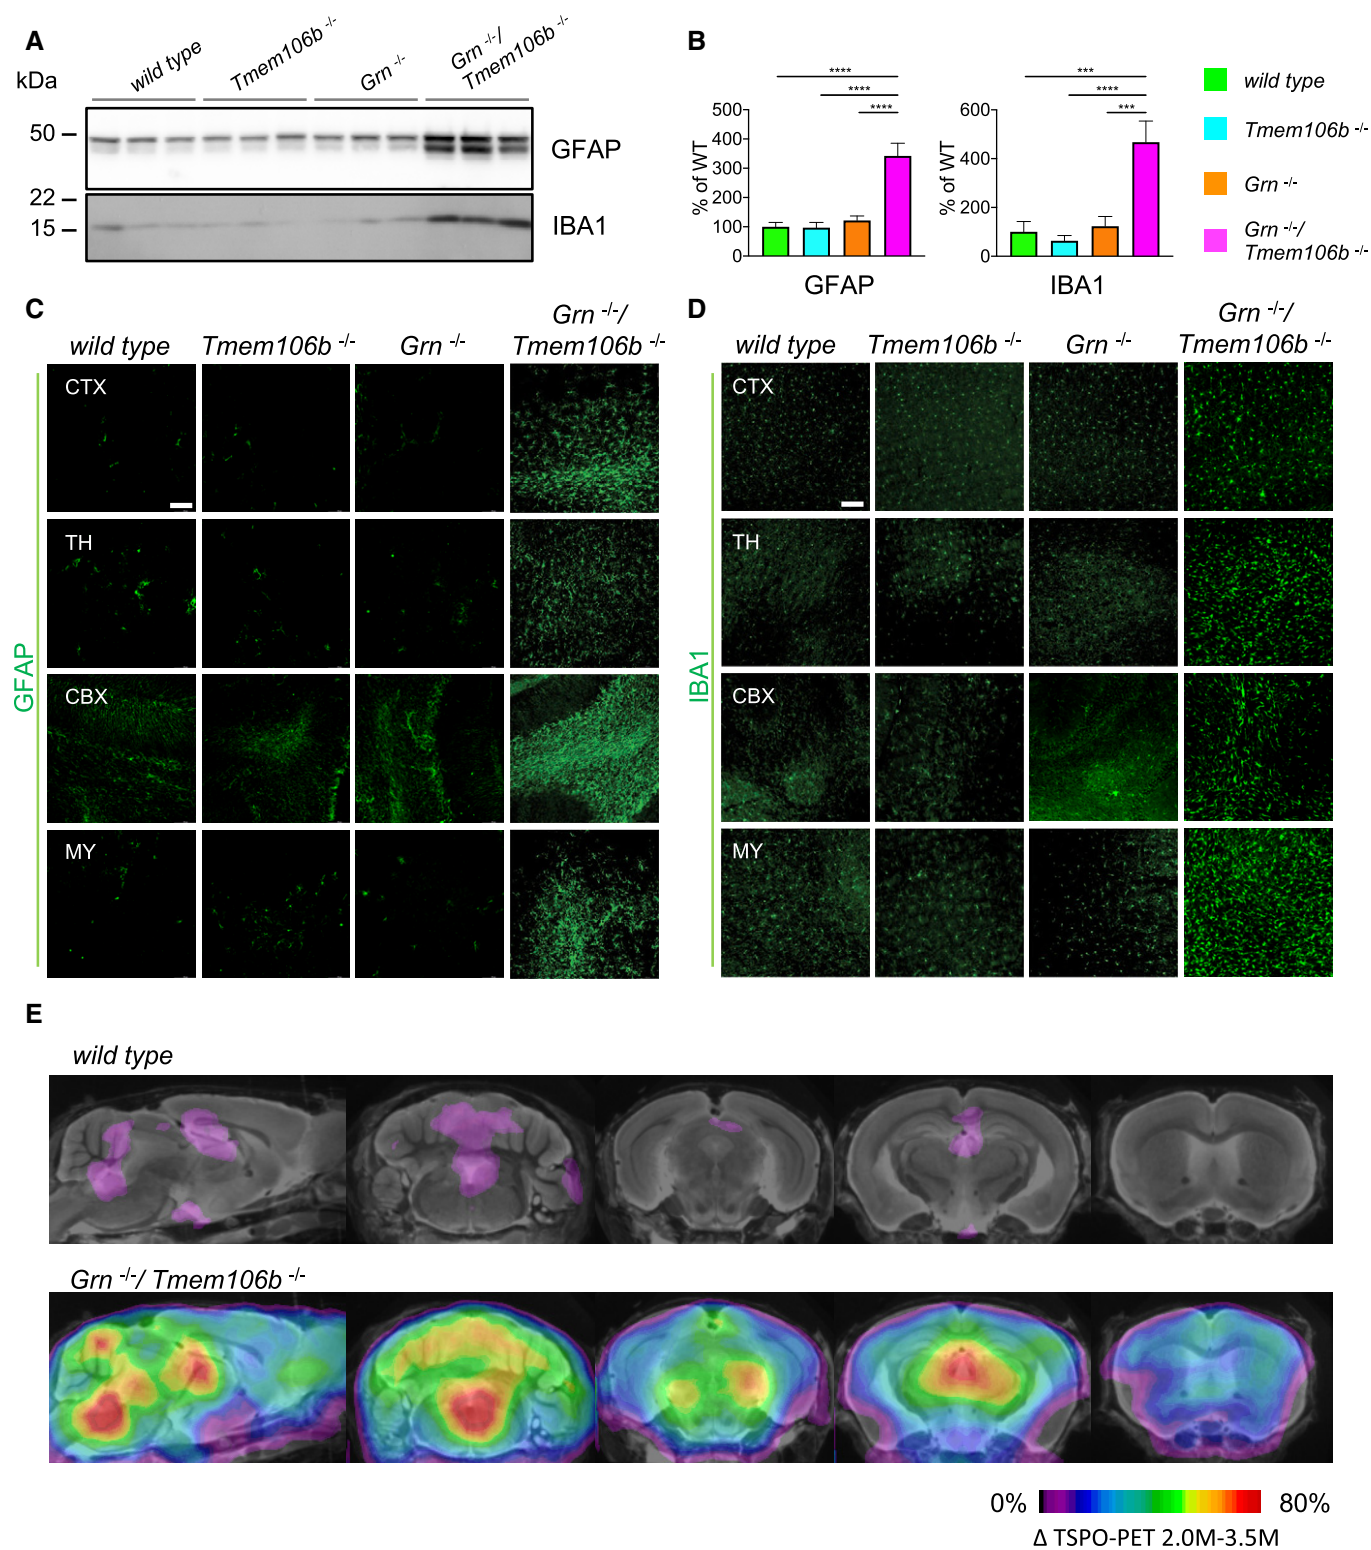 A
kDa
wild type
Tmem106b -/-
Grn -/-
Grn -/-/
Tmem106b -/-
50
GFAP
22
15
IBA1
B
****
****
****
% of WT
500
400
300
200
100
0
GFAP
***
****
***
% of WT
600
400
200
0
IBA1
wild type
Tmem106b -/-
Grn -/-
Grn -/-/
Tmem106b -/-
C
wild type
Tmem106b -/-
Grn -/-
Grn -/-/
Tmem106b -/-
GFAP
CTX
TH
CBX
MY
D
wild type
Tmem106b -/-
Grn -/-
Grn -/-/
Tmem106b -/-
IBA1
CTX
TH
CBX
MY
E
wild type
Grn -/-/ Tmem106b -/-
0% 80%
Δ TSPO-PET 2.0M-3.5M